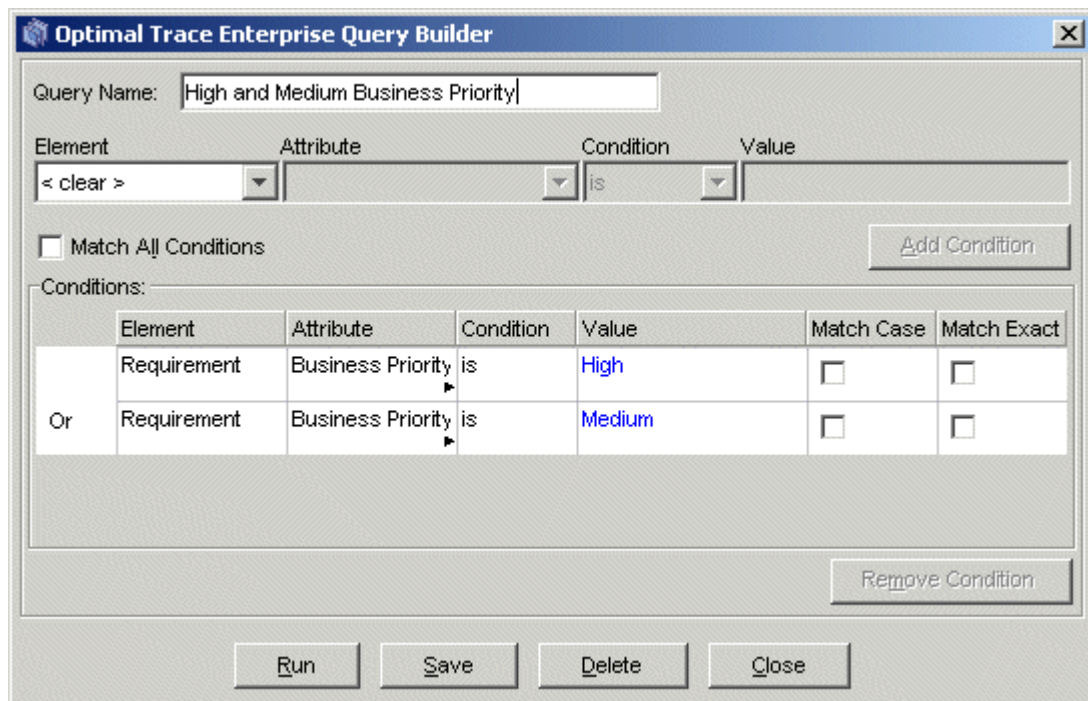 Optimal Trace Enterprise Query Builder
Query Name: High and Medium Business Priority
Element Attribute Condition Value
< clear > is
Match All Conditions Add Condition
Conditions:
Element Attribute Condition Value Match Case Match Exact
Requirement Business Priority is High
Or Requirement Business Priority is Medium
Remove Condition
Run Save Delete Close